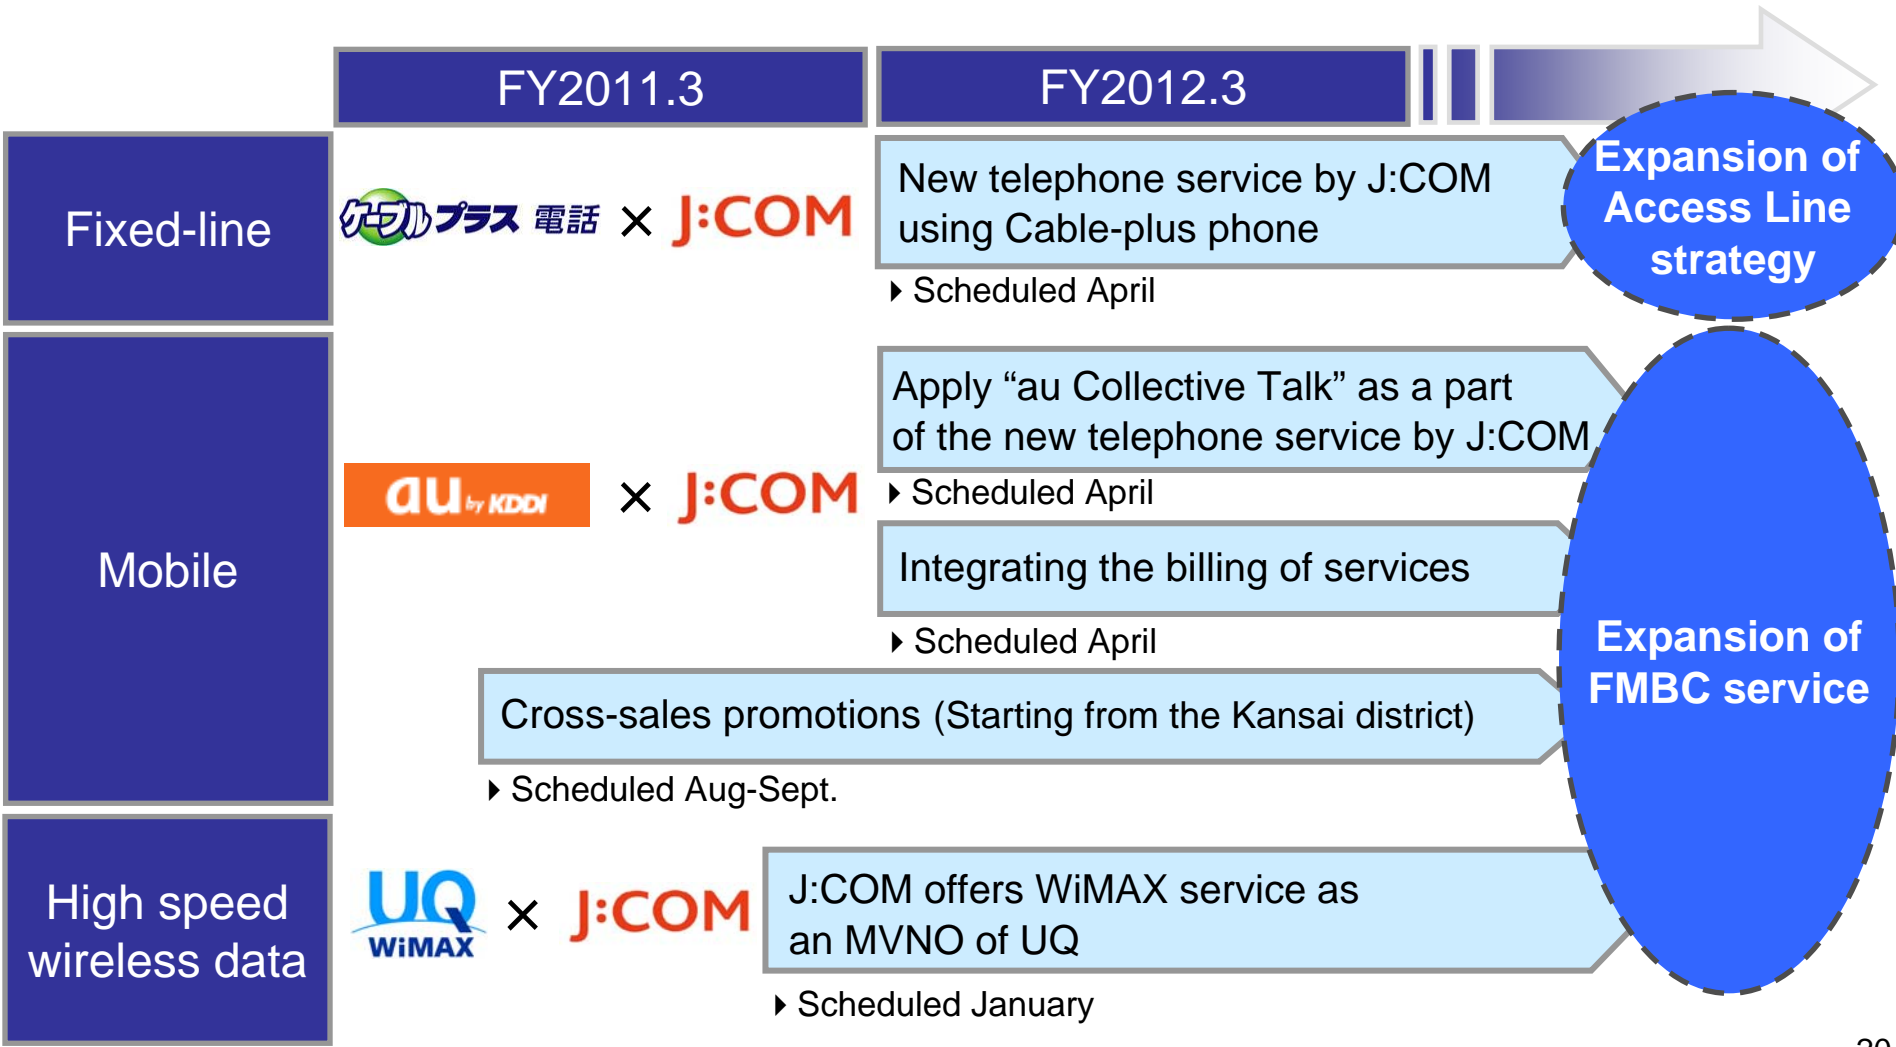 FY2011.3
FY2012.3
Fixed-line
ケーブルプラス 電話 × J:COM
New telephone service by J:COM
using Cable-plus phone
Scheduled April
Expansion of
Access Line
strategy
Mobile
au by KDDI × J:COM
Apply “au Collective Talk” as a part
of the new telephone service by J:COM
Scheduled April
Integrating the billing of services
Scheduled April
Cross-sales promotions (Starting from the Kansai district)
Scheduled Aug-Sept.
Expansion of
FMBC service
High speed
wireless data
UQ
WiMAX
× J:COM
J:COM offers WiMAX service as
an MVNO of UQ
Scheduled January